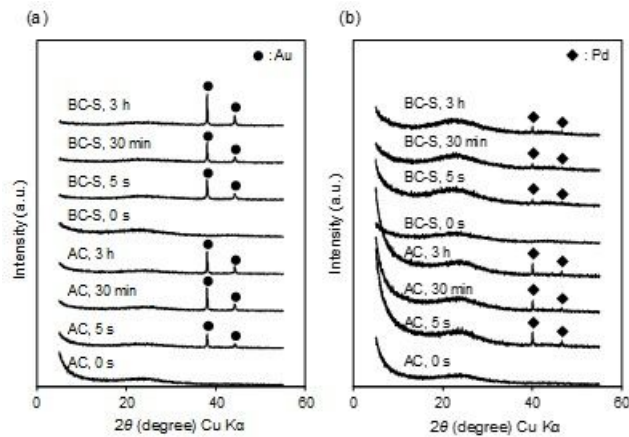 (a)
● : Au
BC-S, 3 h
BC-S, 30 min
BC-S, 5 s
BC-S, 0 s
AC, 3 h
AC, 30 min
AC, 5 s
AC, 0 s
Intensity (a.u.)
0 20 40 60
2θ (degree) Cu Kα
(b)
◆ : Pd
BC-S, 3 h
BC-S, 30 min
BC-S, 5 s
BC-S, 0 s
AC, 3 h
AC, 30 min
AC, 5 s
AC, 0 s
Intensity (a.u.)
0 20 40 60
2θ (degree) Cu Kα